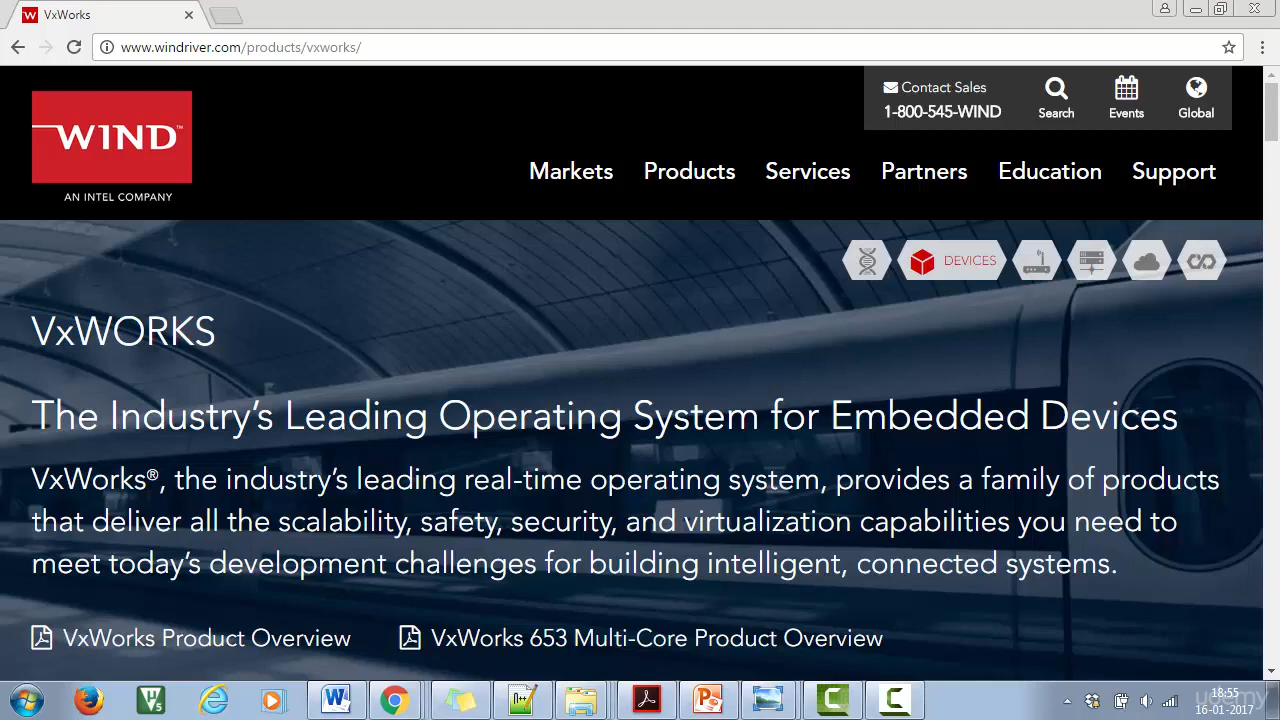 VxWorks
www.windriver.com/products/vxworks/
Contact Sales
1-800-545-WIND
Search
Events
Global
WIND™
AN INTEL COMPANY
Markets
Products
Services
Partners
Education
Support
DEVICES
VxWORKS
The Industry's Leading Operating System for Embedded Devices
VxWorks®, the industry's leading real-time operating system, provides a family of products
that deliver all the scalability, safety, security, and virtualization capabilities you need to
meet today's development challenges for building intelligent, connected systems.
VxWorks Product Overview
VxWorks 653 Multi-Core Product Overview
18:55
16-01-2017
udemy